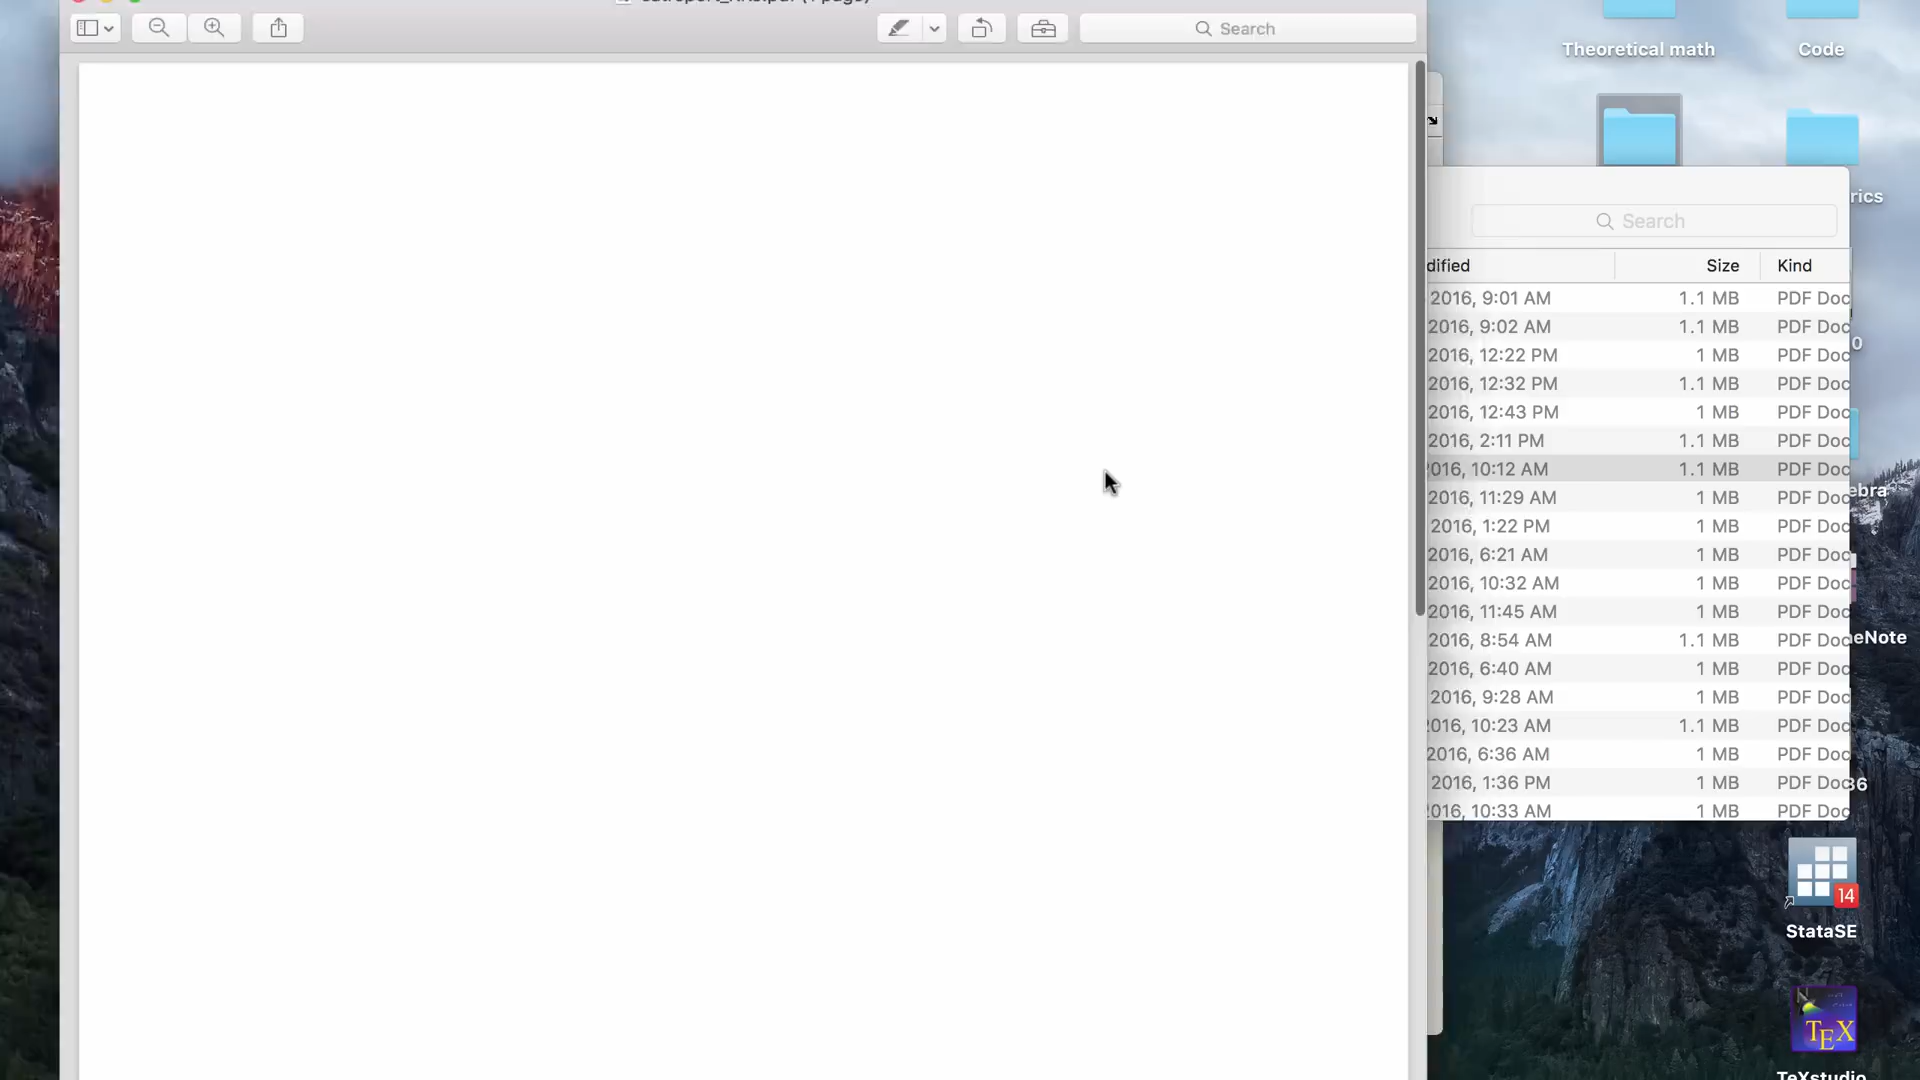 Search
Theoretical math
Code
rics
Search
dified Size Kind
2016, 9:01 AM 1.1 MB PDF Doc
2016, 9:02 AM 1.1 MB PDF Doc
2016, 12:22 PM 1 MB PDF Doc
2016, 12:32 PM 1.1 MB PDF Doc
2016, 12:43 PM 1 MB PDF Doc
2016, 2:11 PM 1.1 MB PDF Doc
2016, 10:12 AM 1.1 MB PDF Doc
2016, 11:29 AM 1 MB PDF Doc
2016, 1:22 PM 1 MB PDF Doc
2016, 6:21 AM 1 MB PDF Doc
2016, 10:32 AM 1 MB PDF Doc
2016, 11:45 AM 1 MB PDF Doc
2016, 8:54 AM 1.1 MB PDF Doc
2016, 6:40 AM 1 MB PDF Doc
2016, 9:28 AM 1 MB PDF Doc
2016, 10:23 AM 1.1 MB PDF Doc
2016, 6:36 AM 1 MB PDF Doc
2016, 1:36 PM 1 MB PDF Doc
2016, 10:33 AM 1 MB PDF Doc
0
ebra
eNote
36
14
StataSE
TEX
TeXstudio